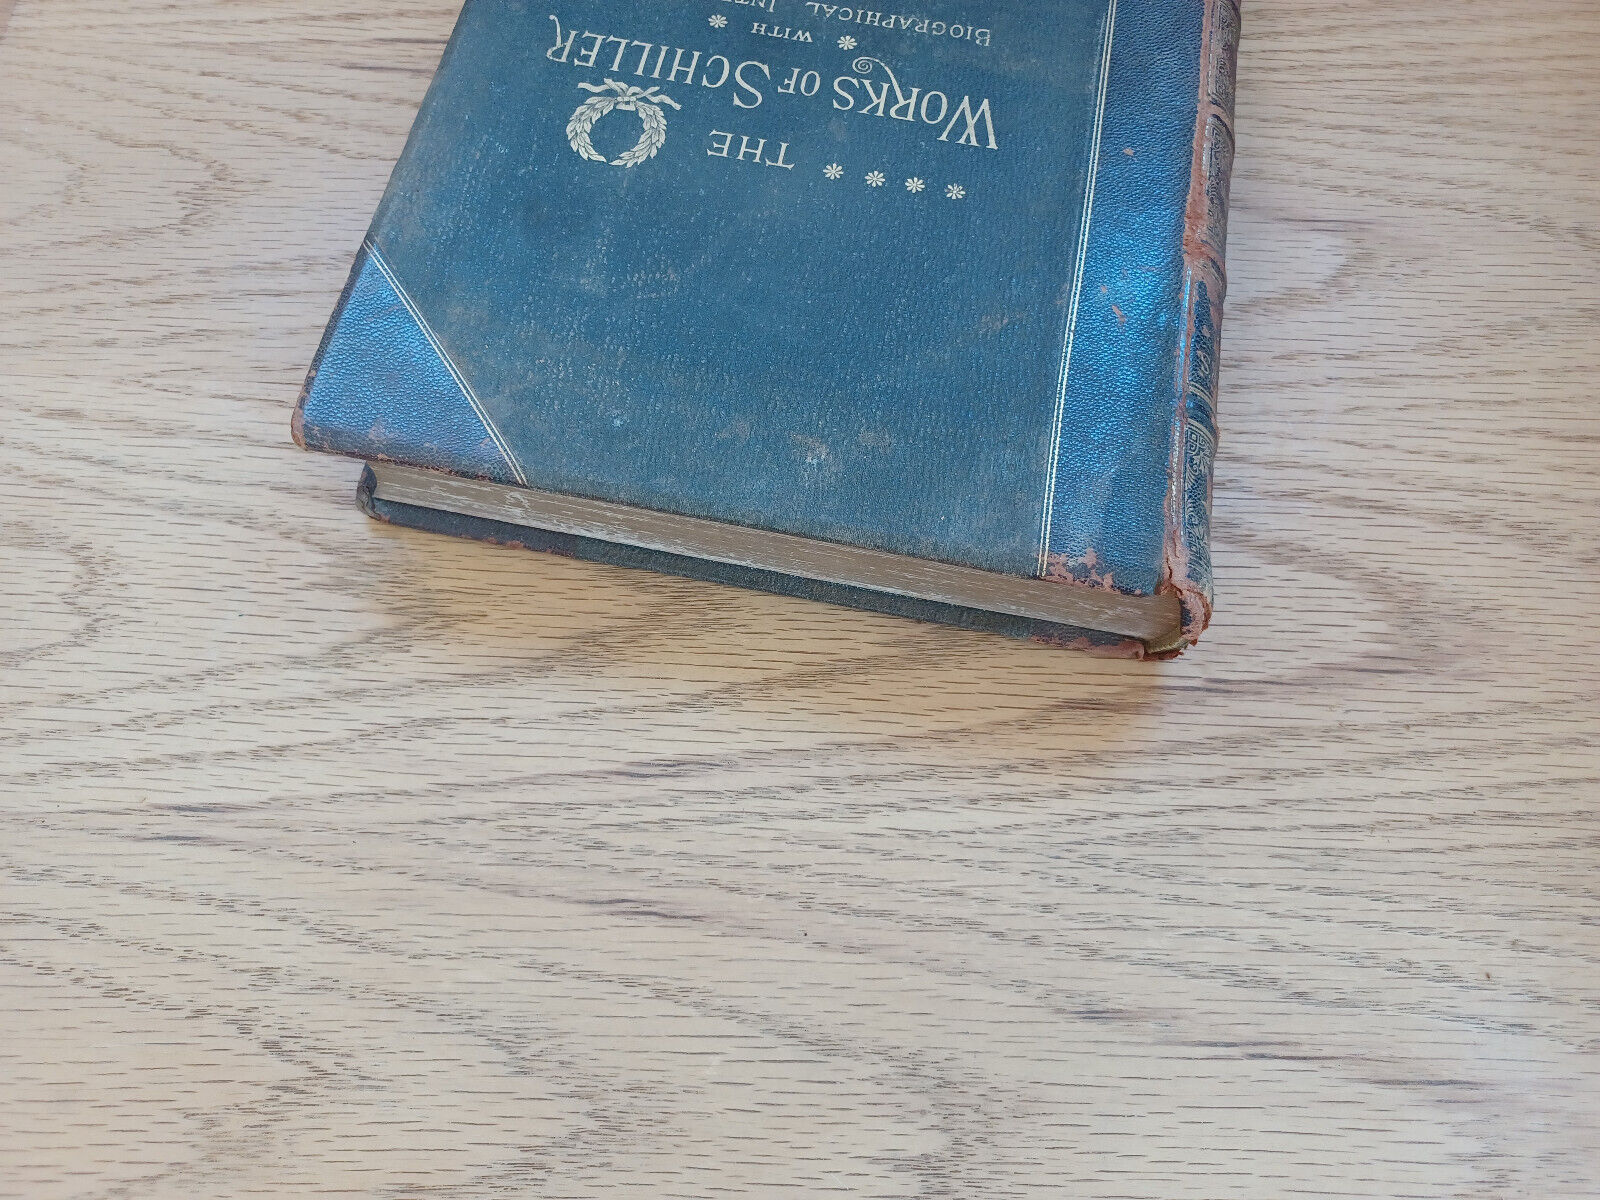 THE
WORKS OF SCHILLER
WITH
BIOGRAPHICAL